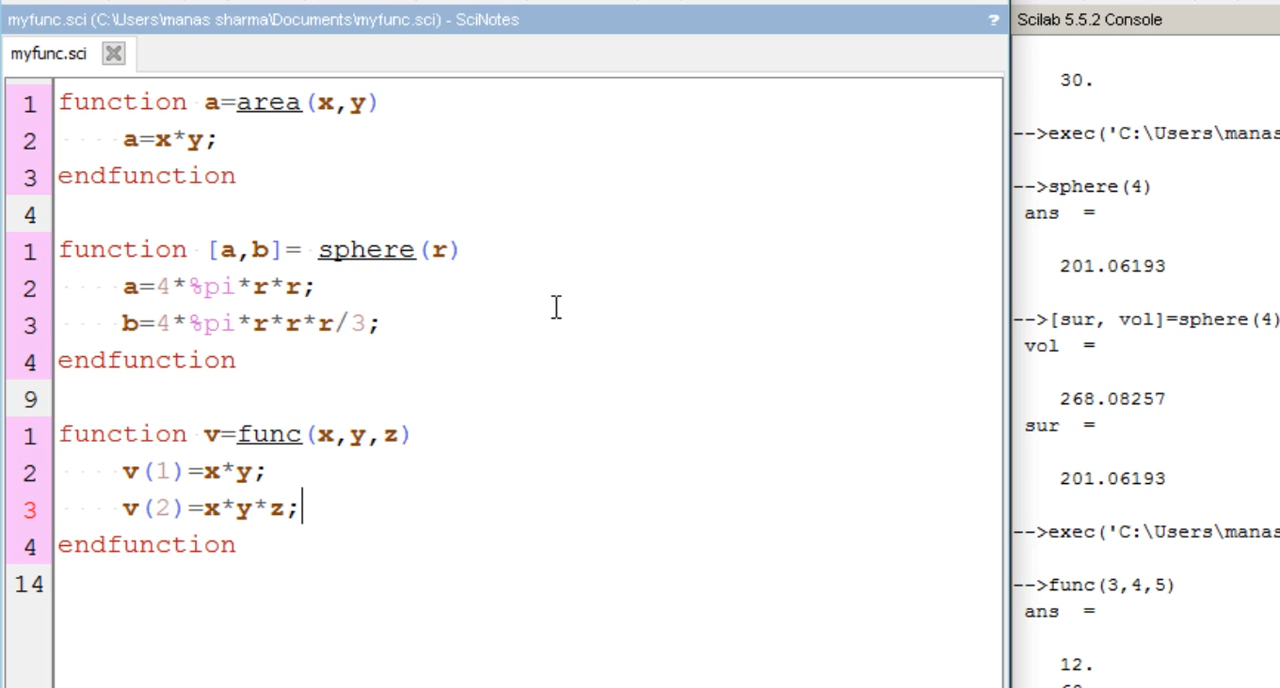 myfunc.sci (C:\Users\manas sharma\Documents\myfunc.sci) - SciNotes
?
myfunc.sci
1 function a=area(x,y)
2 a=x*y;
3 endfunction
4
1 function [a,b]= sphere(r)
2 a=4*%pi*r*r;
3 b=4*%pi*r*r*r/3;
4 endfunction
9
1 function v=func(x,y,z)
2 v(1)=x*y;
3 v(2)=x*y*z;
4 endfunction
14
Scilab 5.5.2 Console
30.
-->exec('C:\Users\manas
-->sphere(4)
ans =
201.06193
-->[sur, vol]=sphere(4)
vol =
268.08257
sur =
201.06193
-->exec('C:\Users\manas
-->func(3,4,5)
ans =
12.